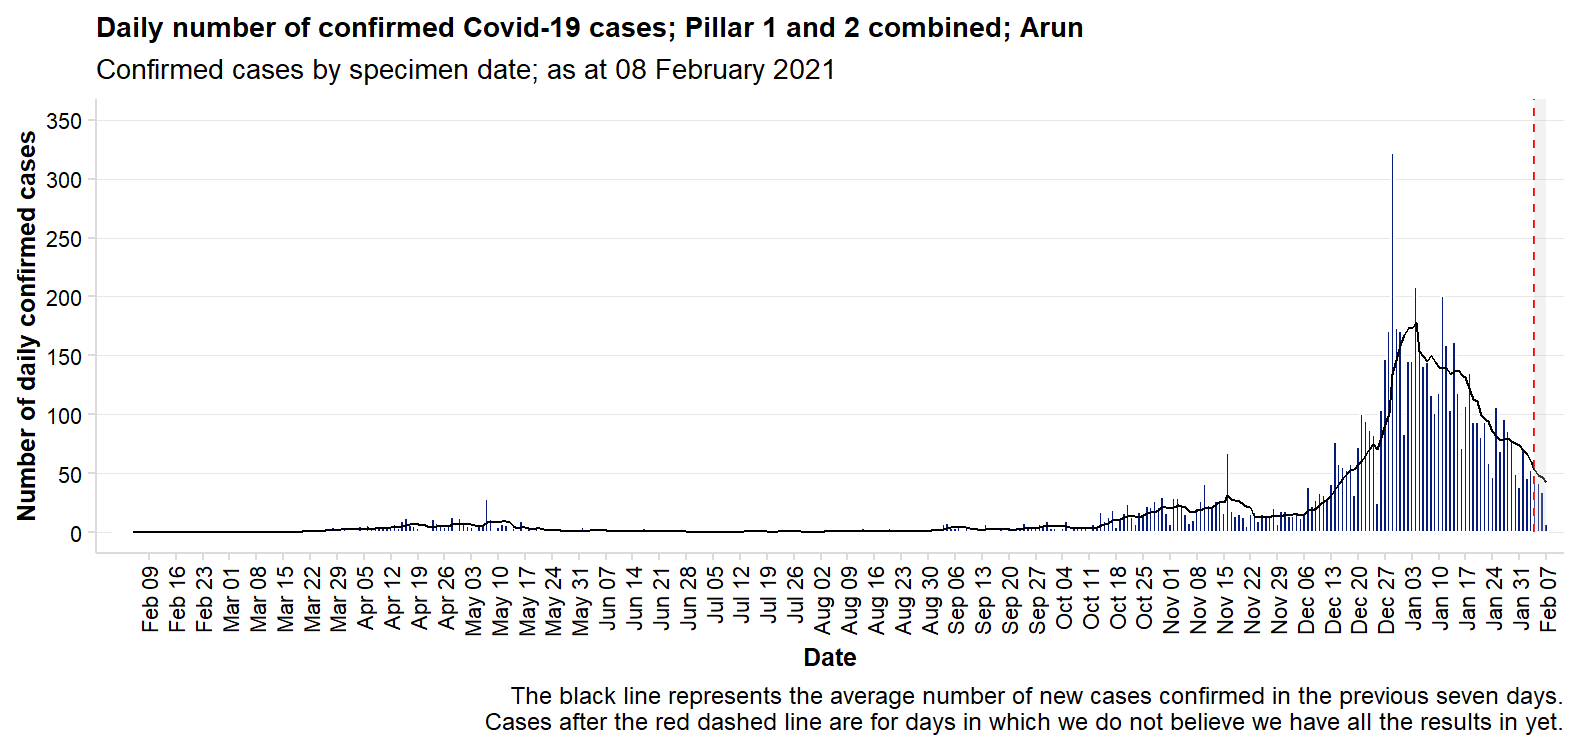 Daily number of confirmed Covid-19 cases; Pillar 1 and 2 combined; Arun
Confirmed cases by specimen date; as at 08 February 2021
Number of daily confirmed cases
350
300
250
200
150
100
50
0
Feb 09
Feb 16
Feb 23
Mar 01
Mar 08
Mar 15
Mar 22
Mar 29
Apr 05
Apr 12
Apr 19
Apr 26
May 03
May 10
May 17
May 24
May 31
Jun 07
Jun 14
Jun 21
Jun 28
Jul 05
Jul 12
Jul 19
Jul 26
Aug 02
Aug 09
Aug 16
Aug 23
Aug 30
Sep 06
Sep 13
Sep 20
Sep 27
Oct 04
Oct 11
Oct 18
Oct 25
Nov 01
Nov 08
Nov 15
Nov 22
Nov 29
Dec 06
Dec 13
Dec 20
Dec 27
Jan 03
Jan 10
Jan 17
Jan 24
Jan 31
Feb 07
Date
The black line represents the average number of new cases confirmed in the previous seven days.
Cases after the red dashed line are for days in which we do not believe we have all the results in yet.